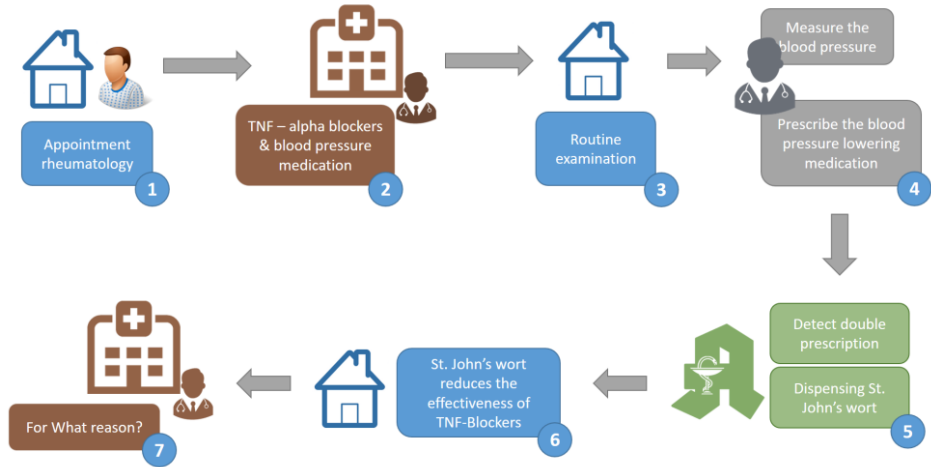 Appointment
rheumatology
1
TNF – alpha blockers
& blood pressure
medication
2
Routine
examination
3
Measure the
blood pressure
Prescribe the blood
pressure lowering
medication
4
Detect double
prescription
Dispensing St.
John's wort
5
St. John's wort
reduces the
effectiveness of
TNF-Blockers
6
For What reason?
7